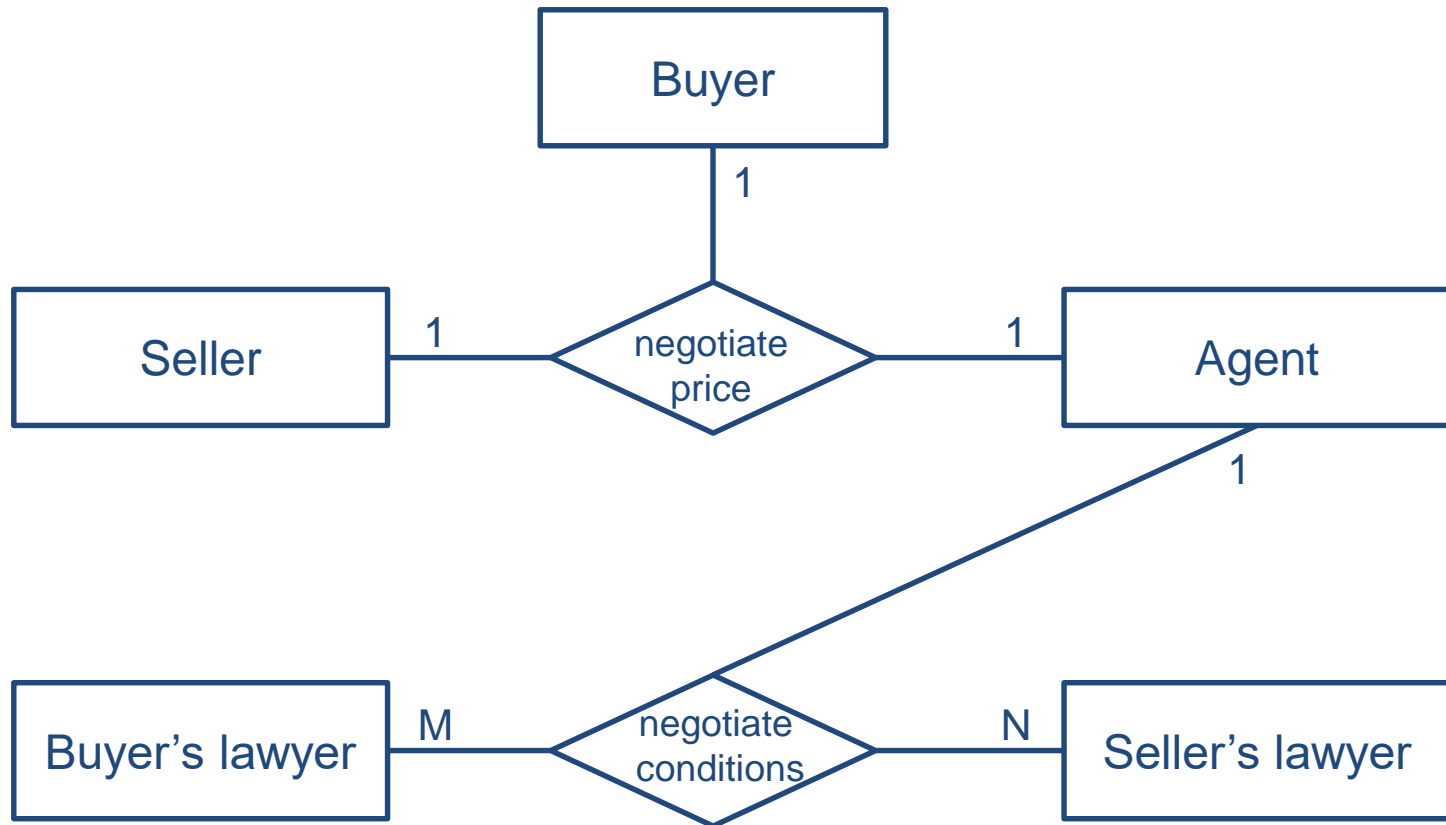 Buyer
1
Seller
1
negotiate
price
1
Agent
1
Buyer’s lawyer
M
negotiate
conditions
N
Seller’s lawyer